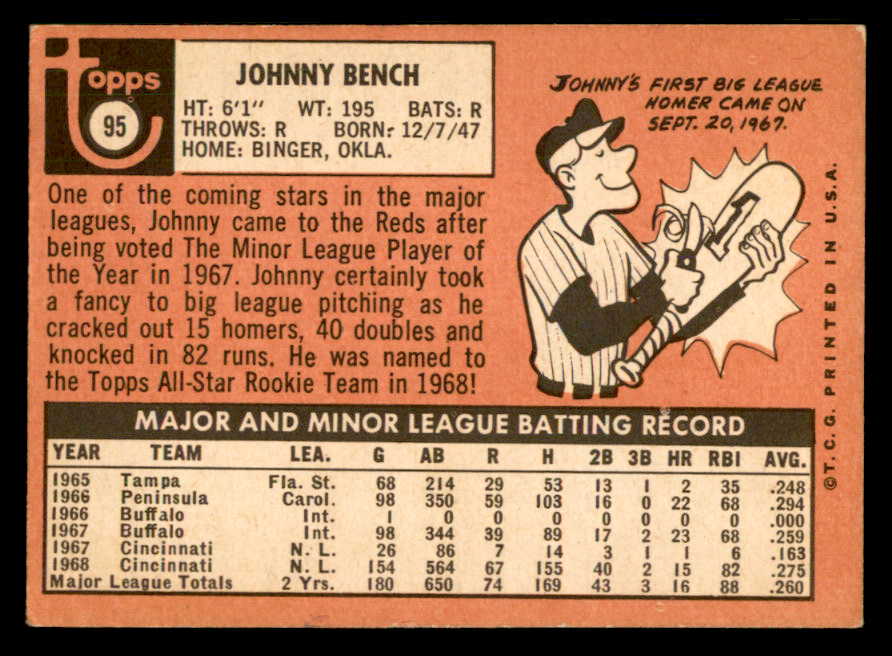 topps
95
JOHNNY BENCH
HT: 6'1" WT: 195 BATS: R
THROWS: R BORN: 12/7/47
HOME: BINGER, OKLA.
One of the coming stars in the major
leagues, Johnny came to the Reds after
being voted The Minor League Player of
the Year in 1967. Johnny certainly took
a fancy to big league pitching as he
cracked out 15 homers, 40 doubles and
knocked in 82 runs. He was named to
the Topps All-Star Rookie Team in 1968!
JOHNNY'S FIRST BIG LEAGUE
HOMER CAME ON
SEPT. 20, 1967.
1
©T. C. G. PRINTED IN U. S. A.
MAJOR AND MINOR LEAGUE BATTING RECORD
YEAR TEAM LEA. G AB R H 2B 3B HR RBI AVG.
1965 Tampa Fla. St. 68 214 29 53 13 1 2 35 .248
1966 Peninsula Carol. 98 350 59 103 16 0 22 68 .294
1966 Buffalo Int. 1 0 0 0 0 0 0 0 .000
1967 Buffalo Int. 98 344 39 89 17 2 23 68 .259
1967 Cincinnati N. L. 26 86 7 14 3 1 1 6 .163
1968 Cincinnati N. L. 154 564 67 155 40 2 15 82 .275
Major League Totals 2 Yrs. 180 650 74 169 43 3 16 88 .260